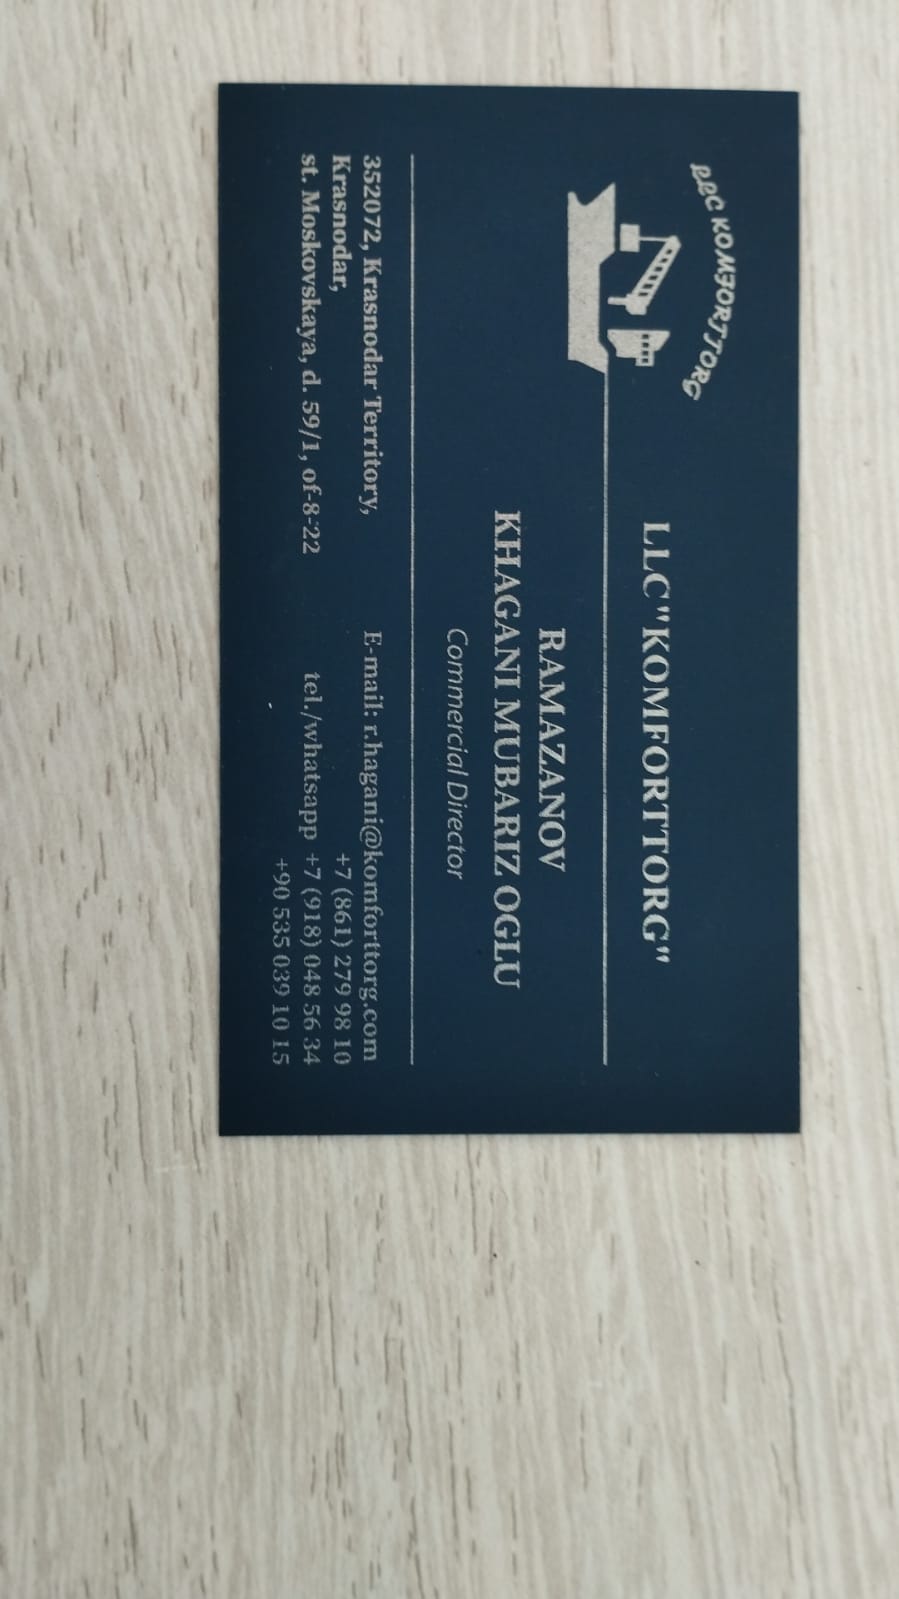 LLC KOMFORTTORG
LLC"KOMFORTTORG"
RAMAZANOV
KHAGANI MUBARIZ OGLU
Commercial Director
352072, Krasnodar Territory,
Krasnodar,
st. Moskovskaya, d. 59/1, of-8-22
E-mail: r.hagani@komforttorg.com
+7 (861) 279 98 10
tel./whatsapp +7 (918) 048 56 34
+90 535 039 10 15